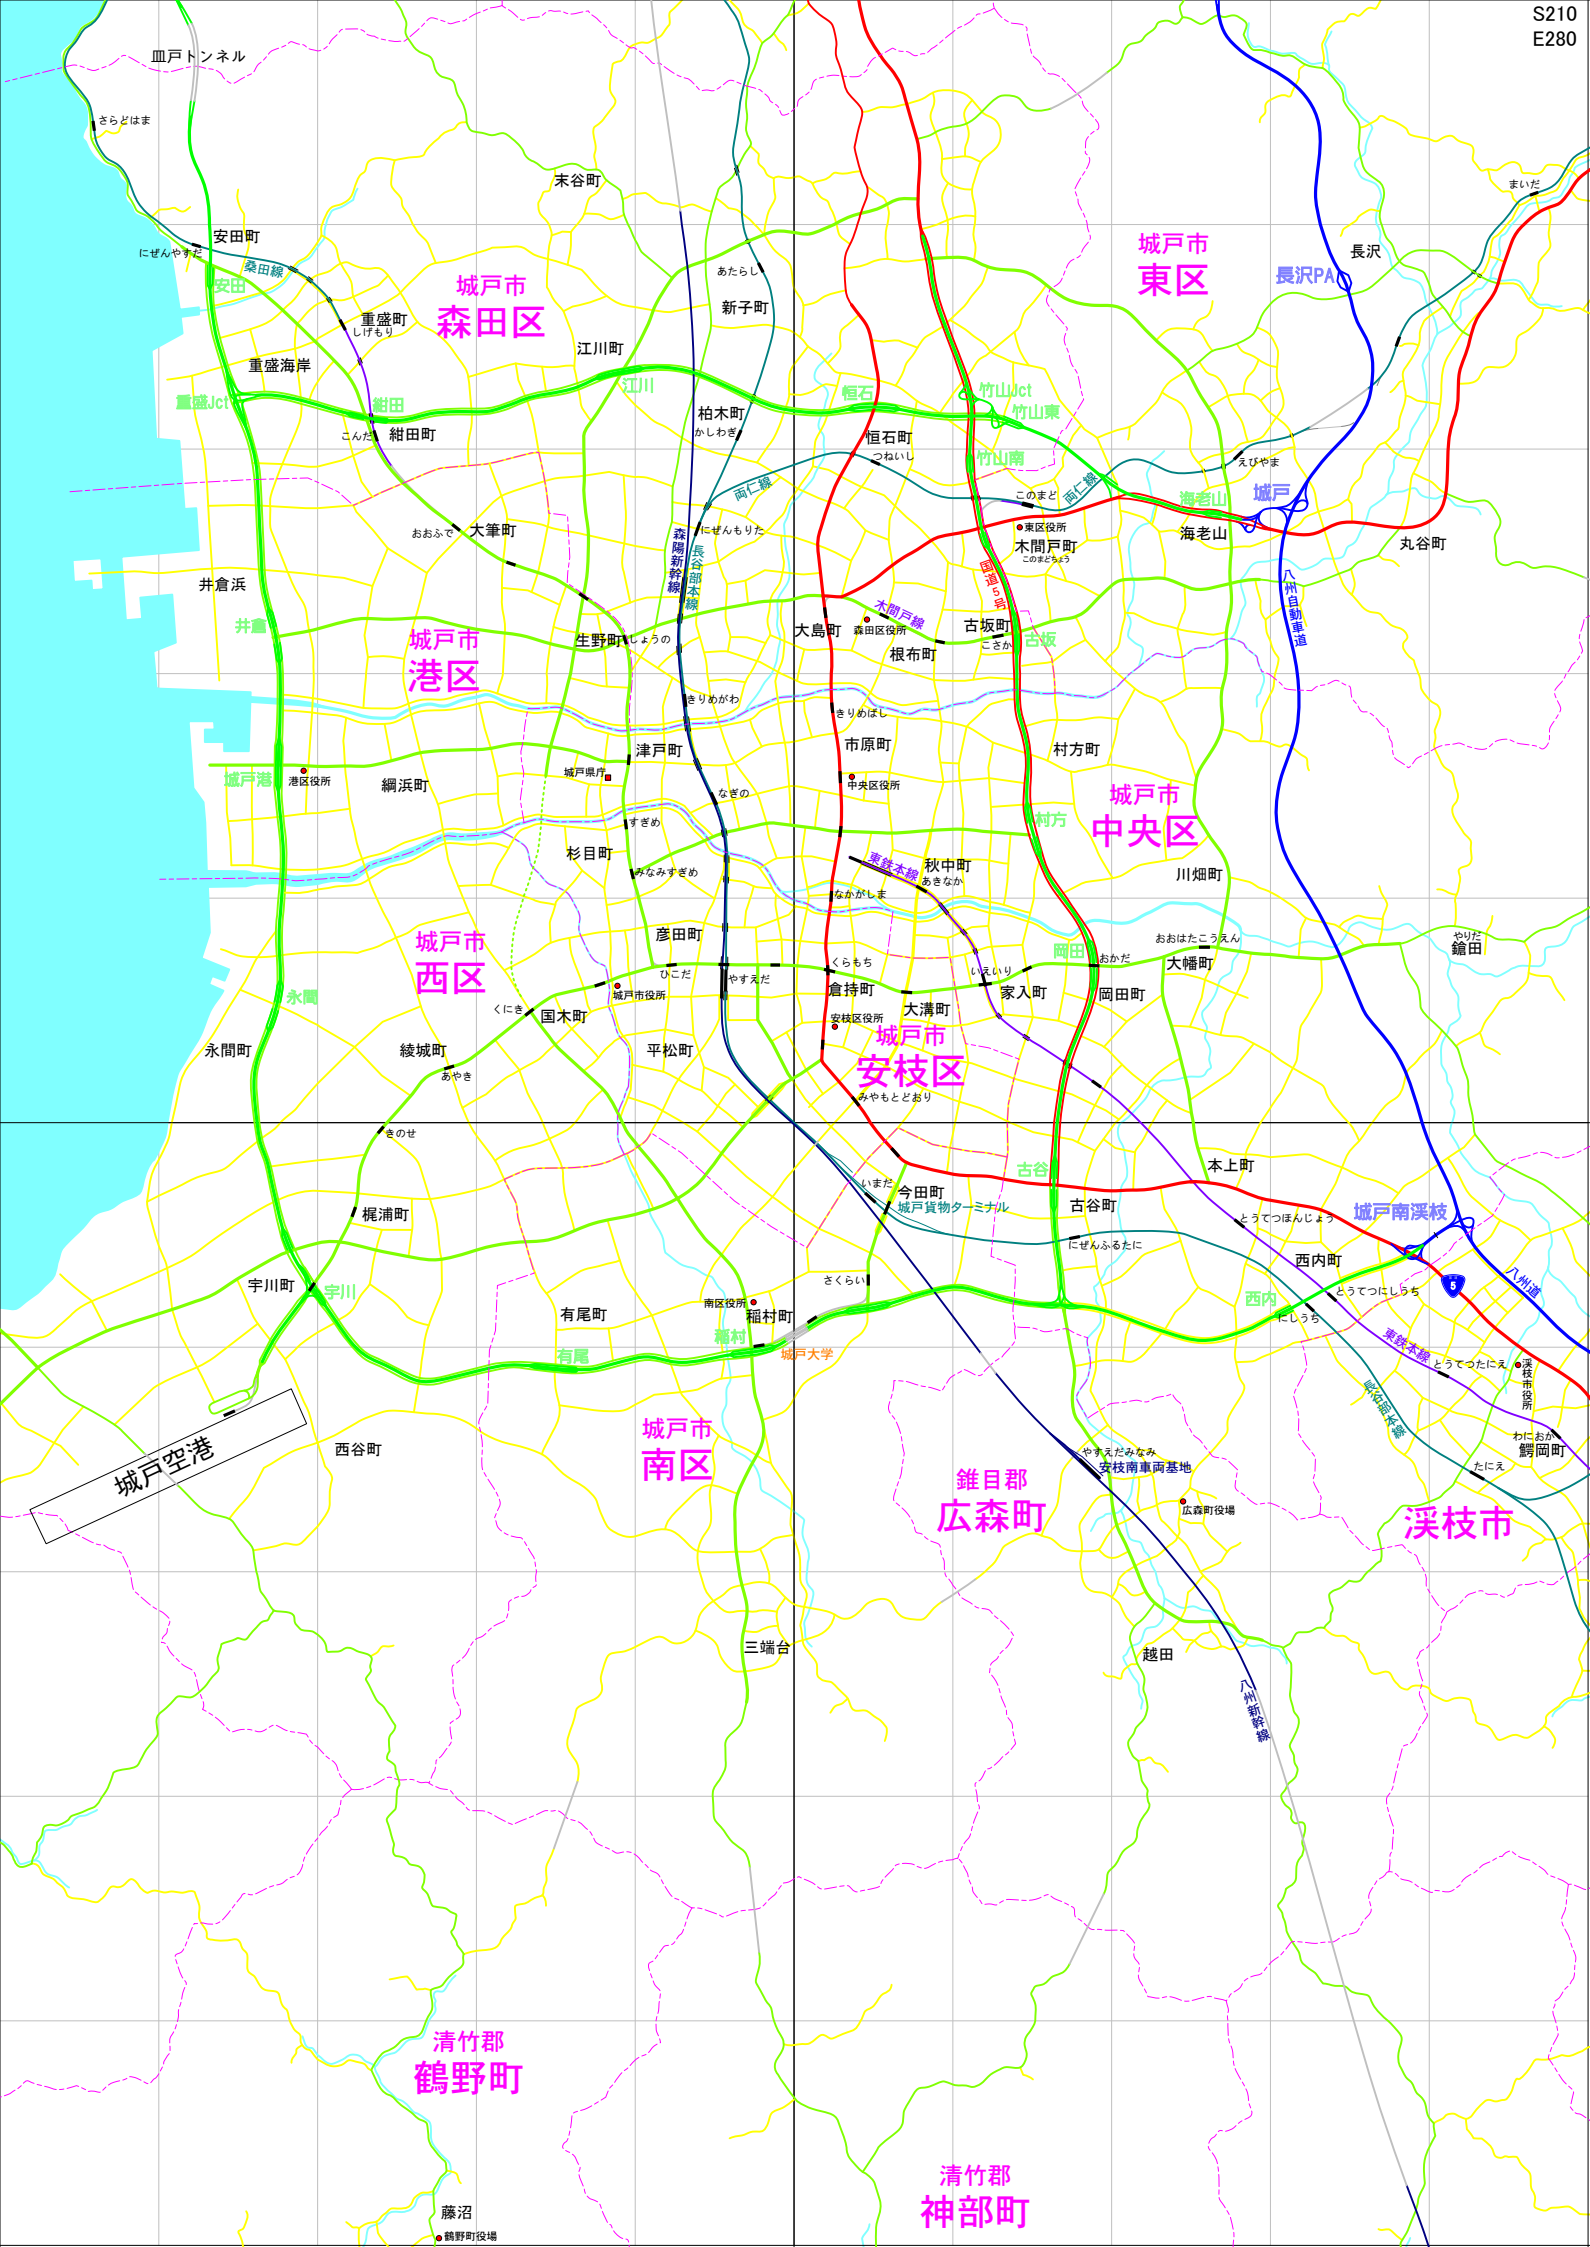 S210
E280
皿戸トンネル
さらどはま
末谷町
まいだ
安田町
にぜんやすだ
桑田線
安田
城戸市
東区
長沢
長沢PA
あたらし
新子町
城戸市
森田区
重盛町
しげもり
江川町
重盛海岸
江川
重盛Jct
紺田
こんだ
紺田町
柏木町
かしわぎ
恒石
竹山Jct
竹山東
恒石町
つねいし
竹山南
えびやま
両仁線
両仁線
このまど
海老山
城戸
おおふで
大筆町
にぜんもりた
東区役所
木間戸町
このまどちょう
海老山
丸谷町
森陽新幹線
長谷部本線
国道5号
八州自動車道
井倉浜
井倉
城戸市
港区
生野町
しょうの
大島町
木間戸線
森田区役所
古坂町
こさか
古坂
根布町
きりめがわ
きりめばし
津戸町
市原町
村方町
城戸港
港区役所
城戸県庁
綱浜町
中央区役所
なぎの
城戸市
中央区
すぎめ
村方
杉目町
みなみすぎめ
東鉄本線
秋中町
あきなか
川畑町
なかがしま
城戸市
西区
彦田町
おおはたこうえん
やりだ
鎗田
ひこだ
やすえだ
くらもち
いえいり
岡田
おかだ
大幡町
永間
くにき
国木町
城戸市役所
倉持町
大溝町
家入町
岡田町
安枝区役所
永間町
綾城町
あやき
平松町
城戸市
安枝区
みやもとどおり
きのせ
古谷
本上町
いまだ
今田町
城戸貨物ターミナル
古谷町
梶浦町
とうてつほんじょう
城戸南渓枝
にぜんふるたに
西内町
宇川町
宇川
さくらい
5
八州道
南区役所
稲村町
有尾町
西内
とうてつにしうち
にしうち
稲村
城戸大学
有尾
東鉄本線
とうてつたにえ
渓枝市役所
長谷部本線
城戸空港
西谷町
城戸市
南区
やすえだみなみ
安枝南車両基地
わにおか
鰐岡町
たにえ
錐目郡
広森町
広森町役場
渓枝市
三端台
越田
八州新幹線
清竹郡
鶴野町
清竹郡
神部町
藤沼
鶴野町役場